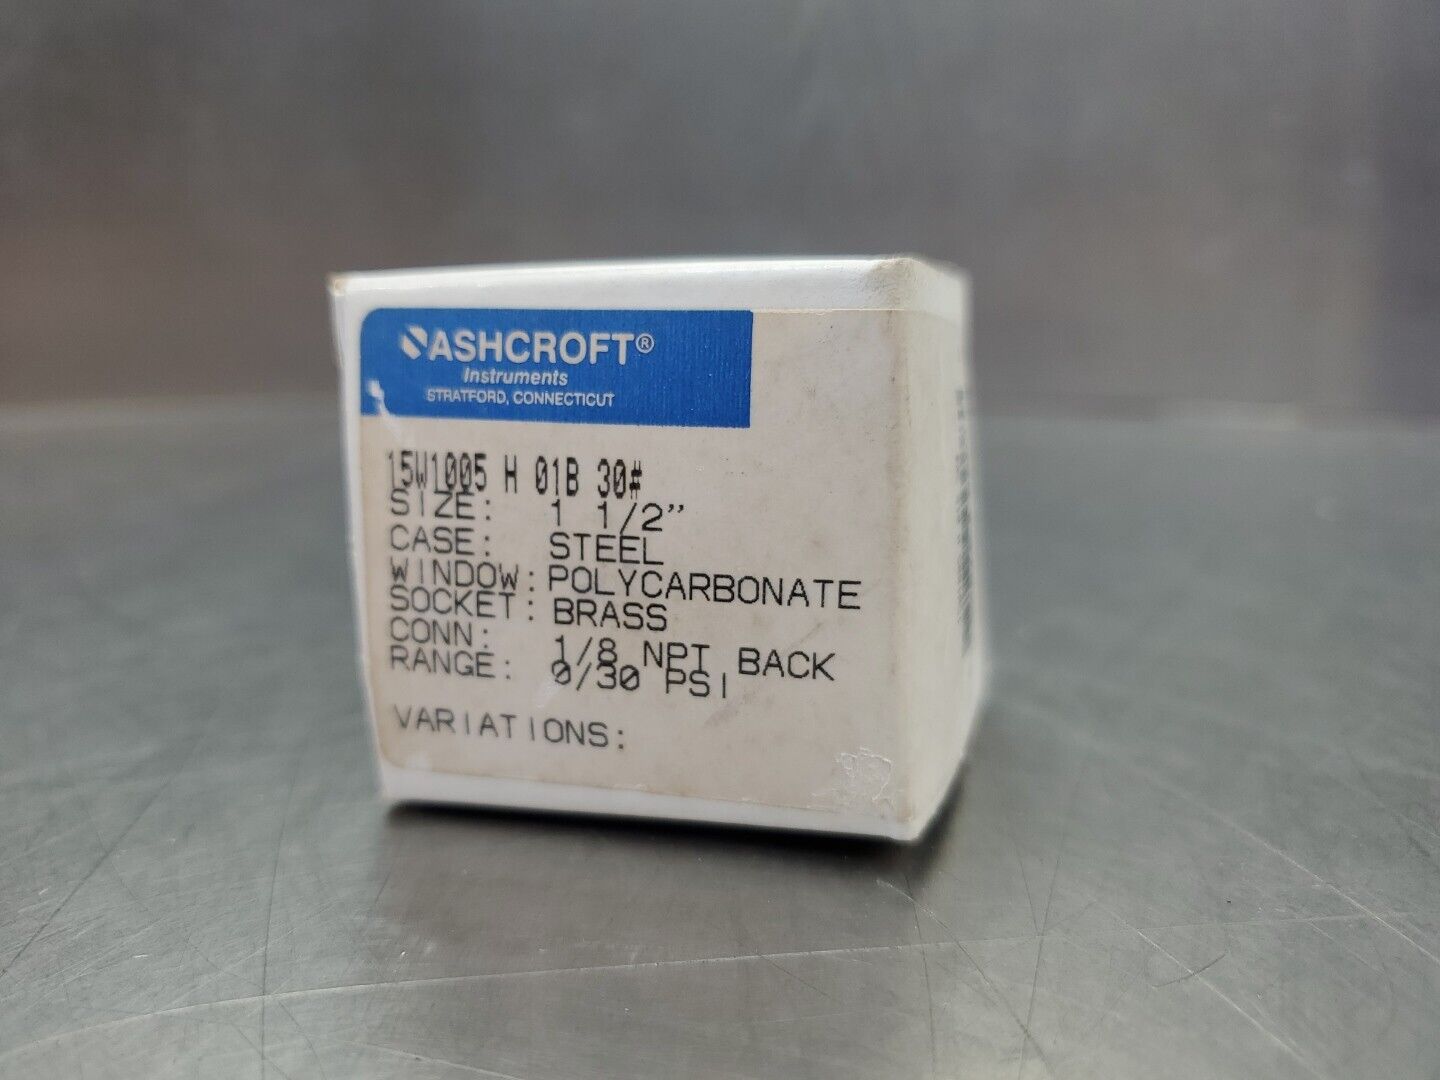 ASHCROFT®
Instruments
STRATFORD, CONNECTICUT
15W1005 H 01B 30#
SIZE: 1 1/2”
CASE: STEEL
WINDOW: POLYCARBONATE
SOCKET: BRASS
CONN: 1/8 NPT BACK
RANGE: 0/30 PSI
VARIATIONS: